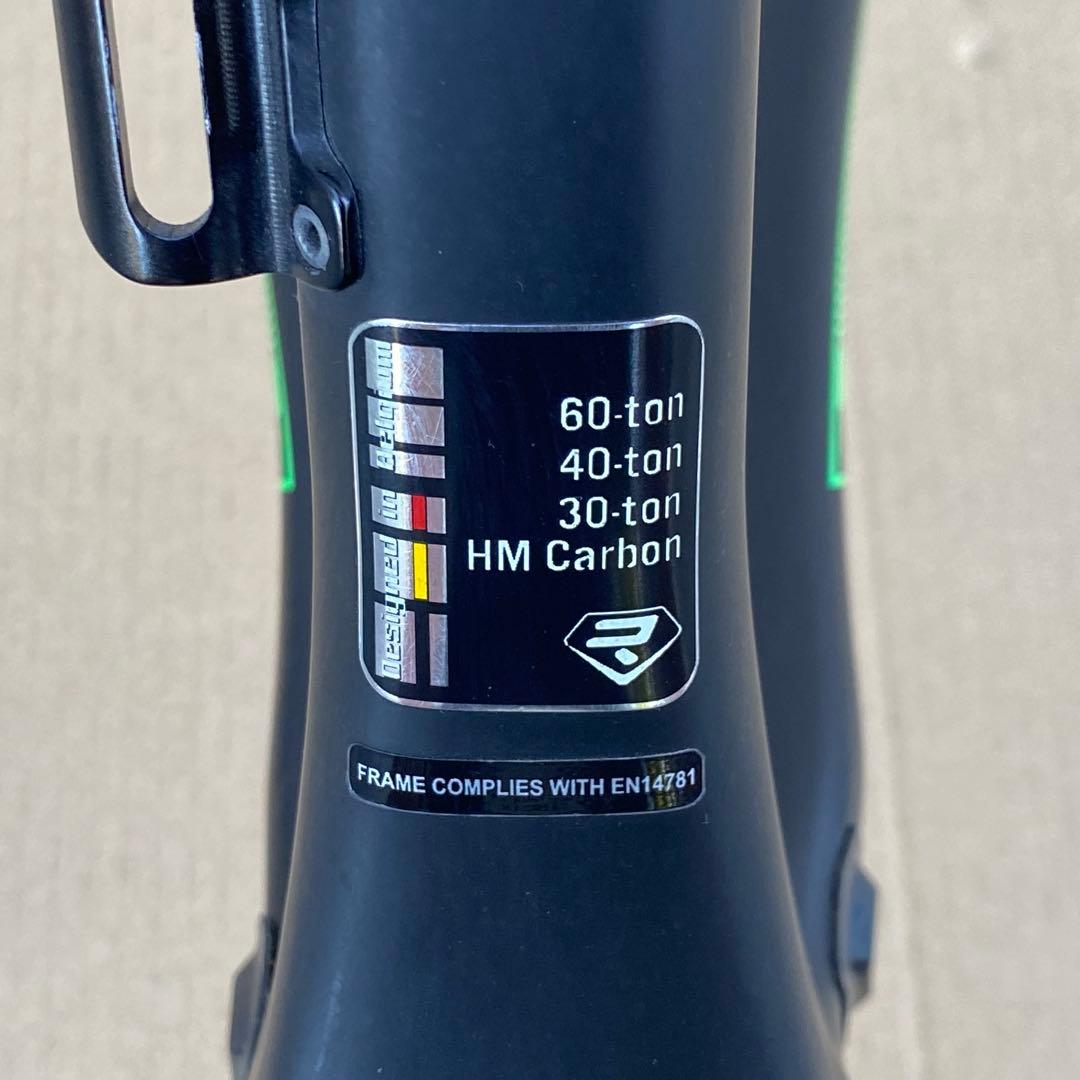 60-ton
40-ton
30-ton
HM Carbon
Designed in Belgium
FRAME COMPLIES WITH EN14781